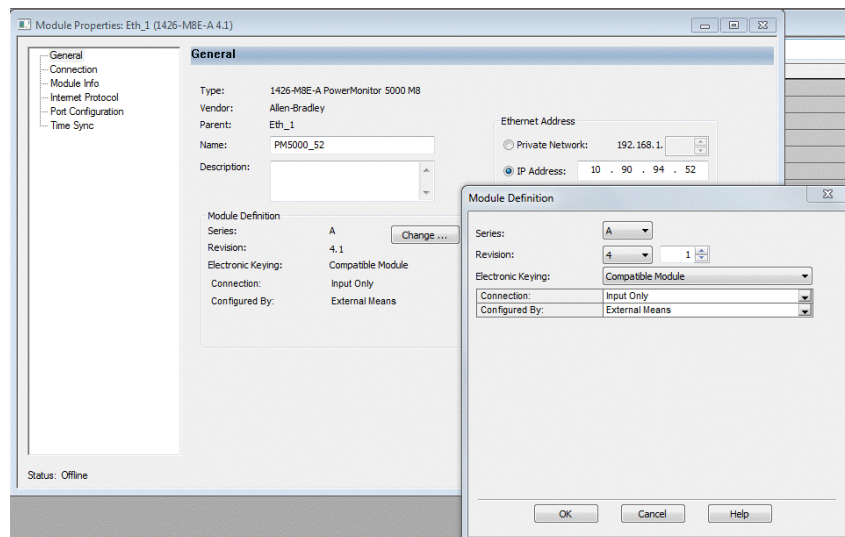 Module Properties: Eth_1 (1426-M8E-A 4.1)
General
Connection
Module Info
Internet Protocol
Port Configuration
Time Sync
General
Type: 1426-M8E-A PowerMonitor 5000 M8
Vendor: Allen-Bradley
Parent: Eth_1
Name: PM5000_52
Description:
Ethernet Address
Private Network: 192.168.1.
IP Address: 10 . 90 . 94 . 52
Module Definition
Series: A Change ...
Revision: 4.1
Electronic Keying: Compatible Module
Connection: Input Only
Configured By: External Means
Status: Offline
Module Definition
Series: A
Revision: 4 1
Electronic Keying: Compatible Module
Connection: Input Only
Configured By: External Means
OK Cancel Help